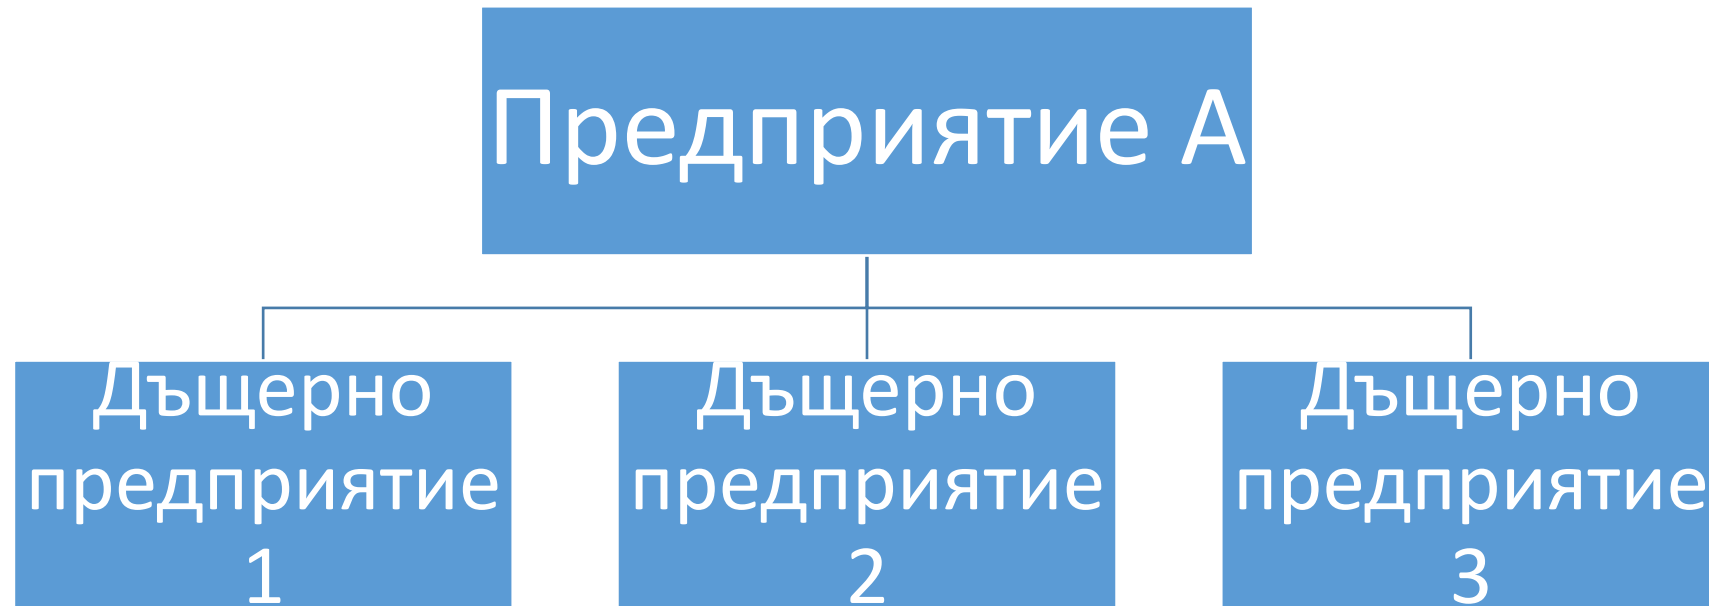 Предприятие А
Дъщерно
предприятие
1
Дъщерно
предприятие
2
Дъщерно
предприятие
3